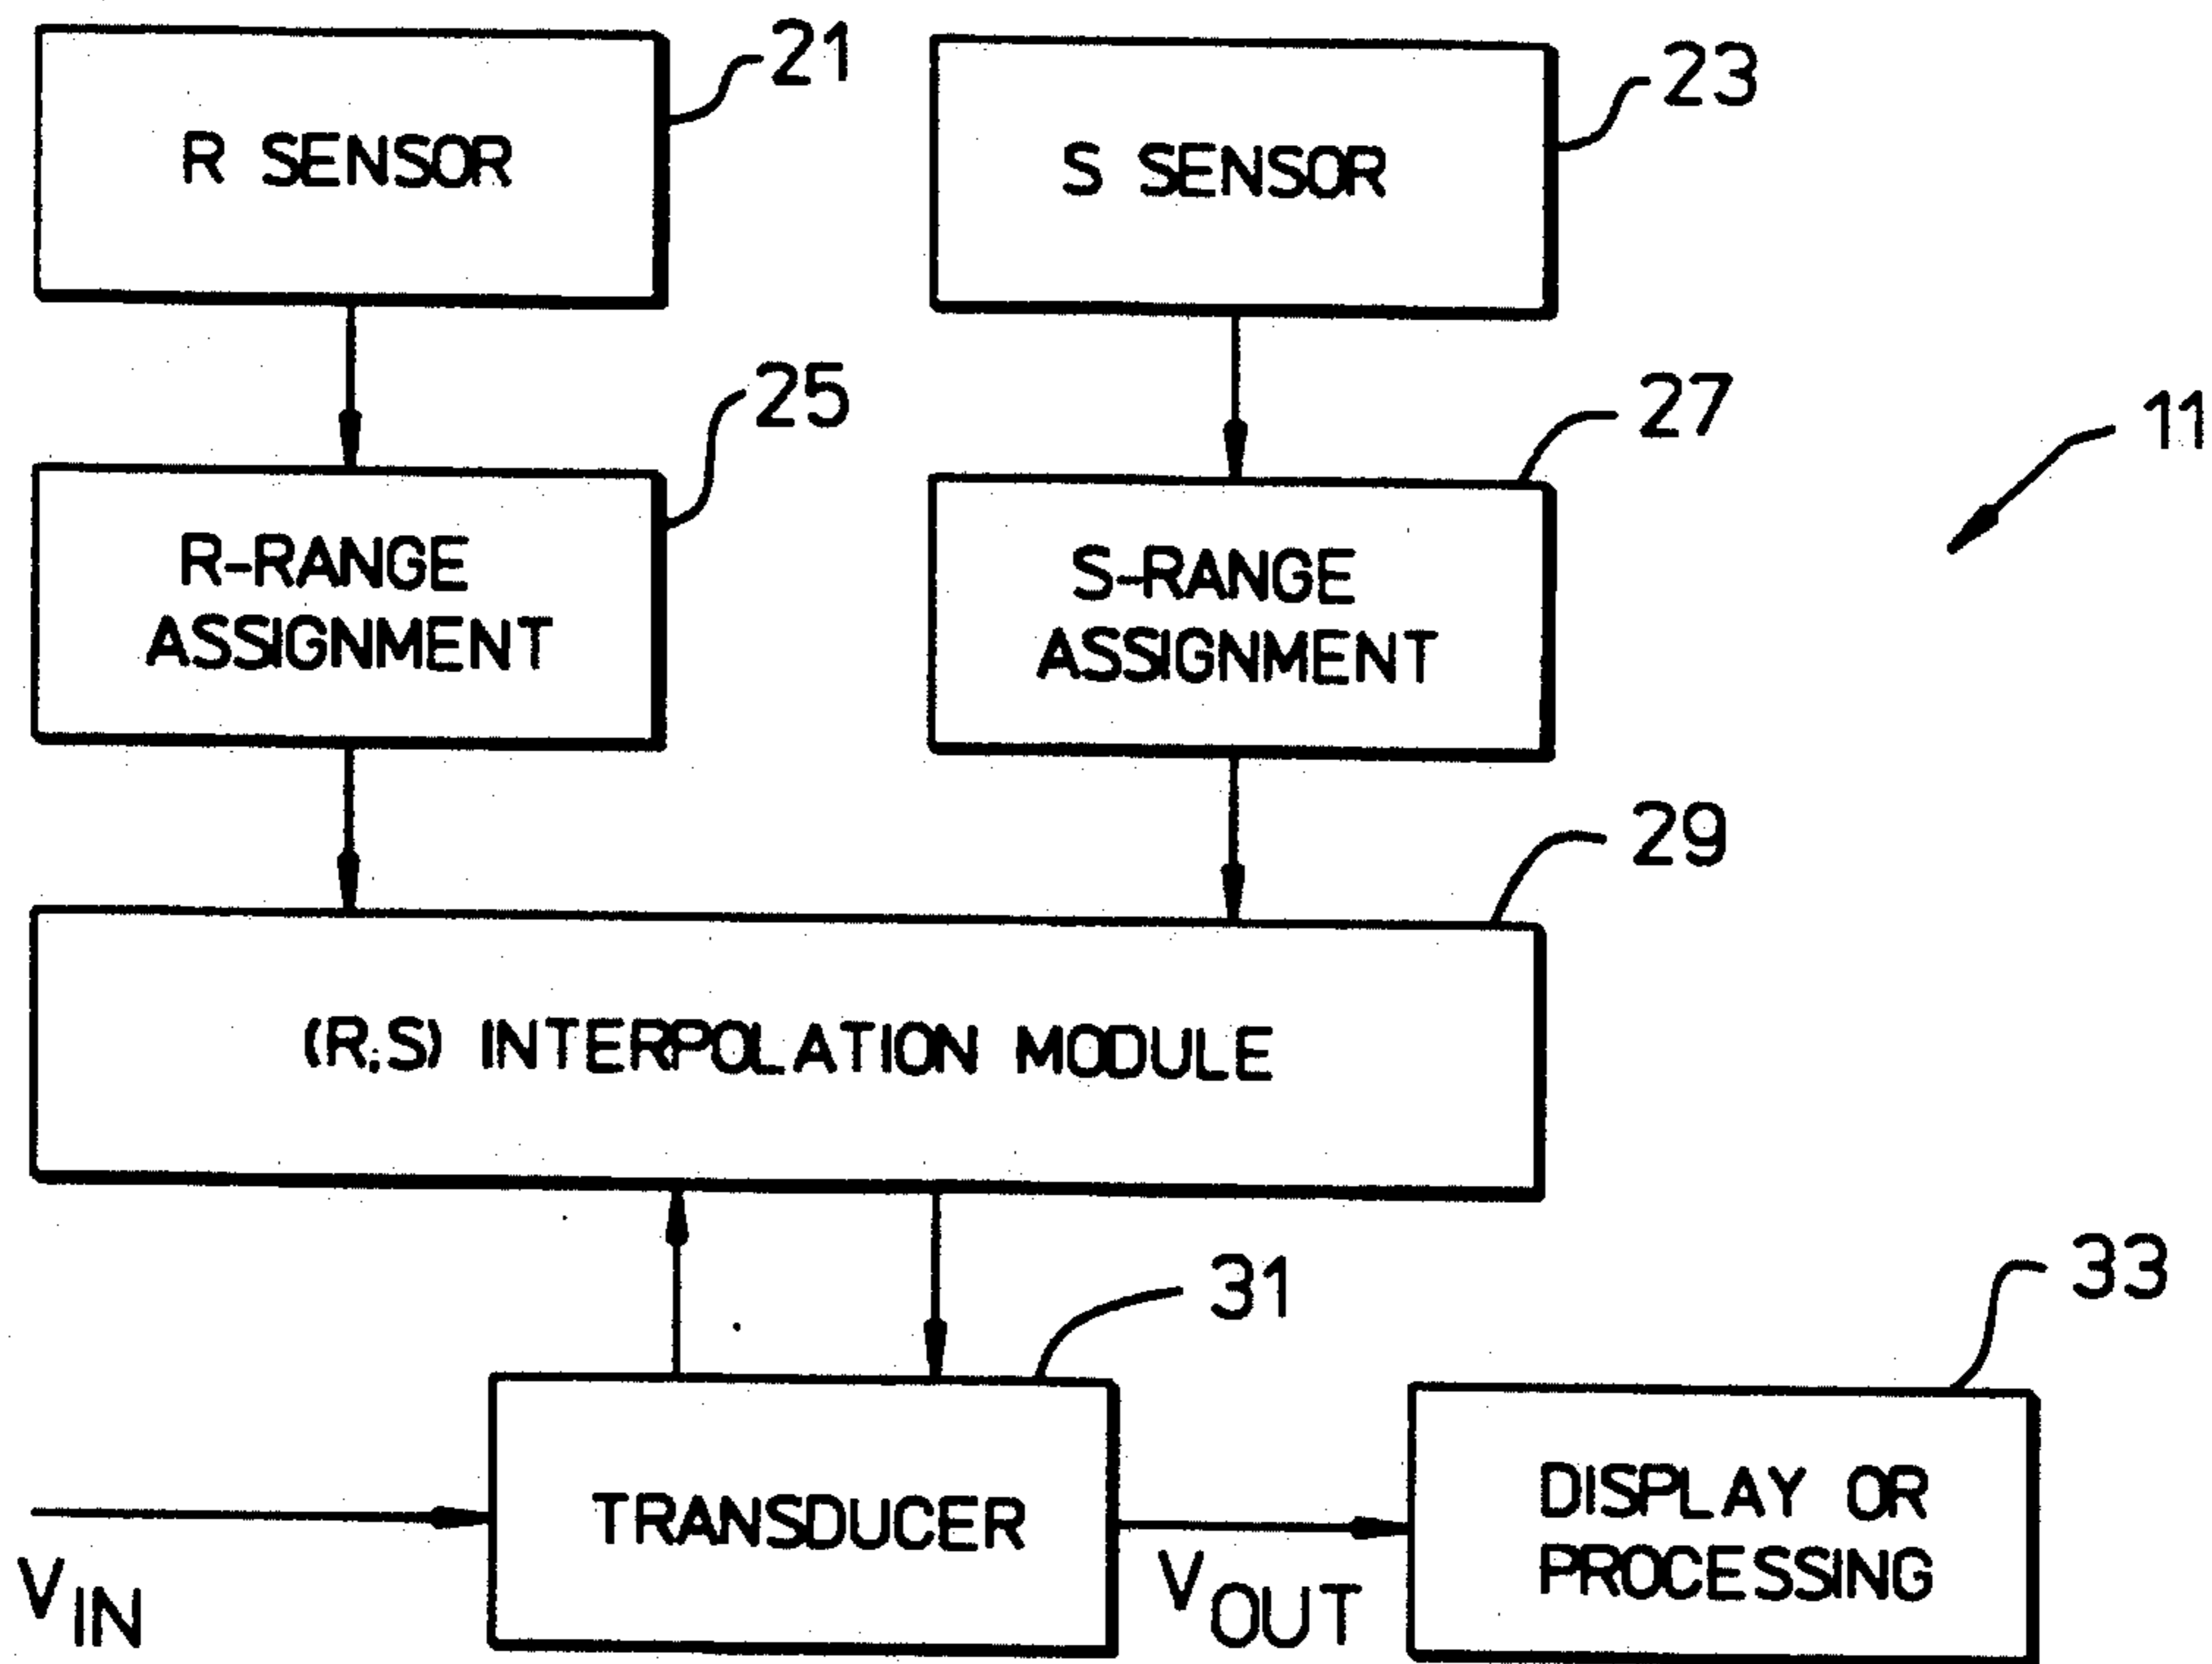 21
23
R SENSOR
S SENSOR
25
27
11
R-RANGE
ASSIGNMENT
S-RANGE
ASSIGNMENT
29
(R;S) INTERPOLATION MODULE
31
33
TRANSDUCER
DISPLAY OR
PROCESSING
VIN
VOUT